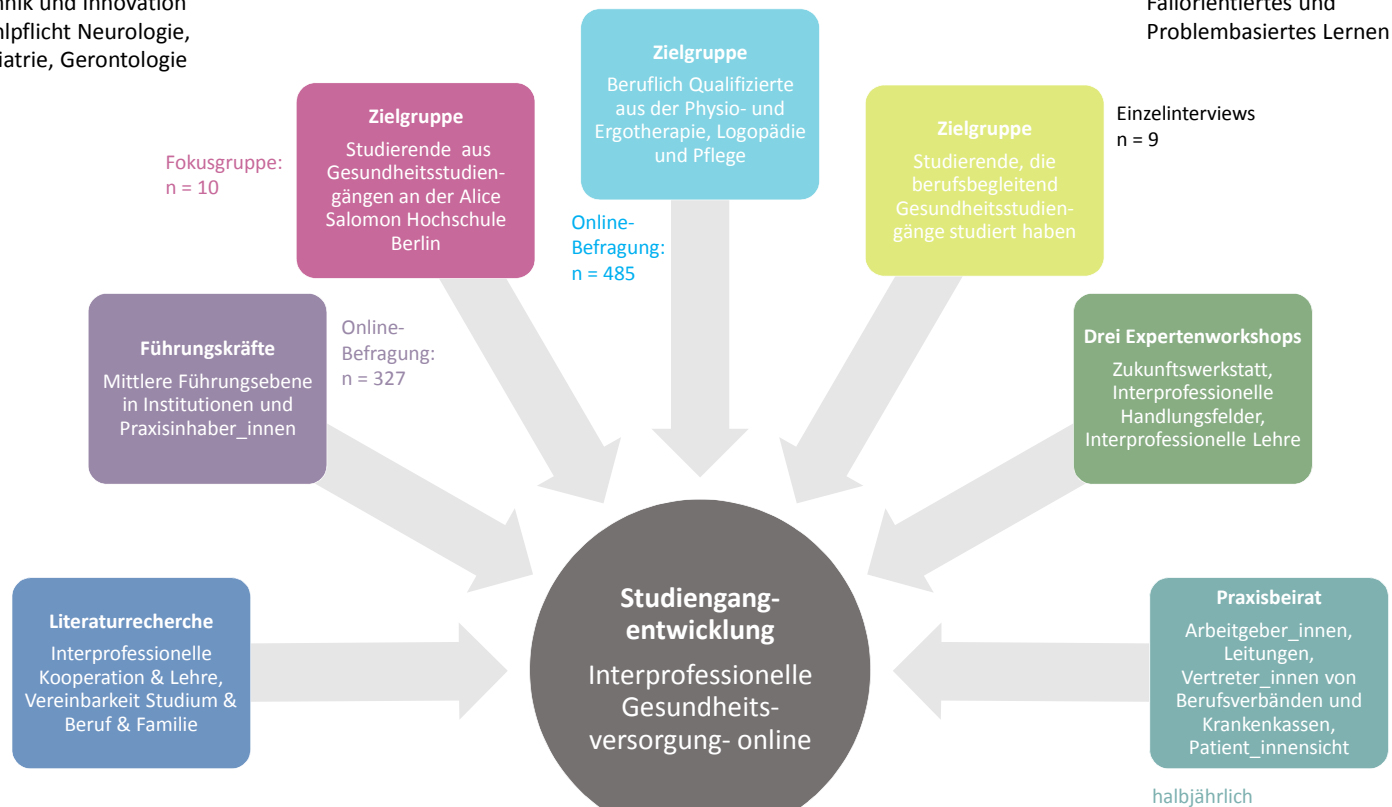 hnik und Innovation
hlpflicht Neurologie,
iatrie, Gerontologie
Fallorientiertes und
Problembasiertes Lernen
Zielgruppe
Beruflich Qualifizierte
aus der Physio- und
Ergotherapie, Logopädie
und Pflege
Zielgruppe
Studierende aus
Gesundheitsstudien-
gängen an der Alice
Salomon Hochschule
Berlin
Fokusgruppe:
n = 10
Online-
Befragung:
n = 485
Zielgruppe
Studierende, die
berufsbegleitend
Gesundheitsstudien-
gänge studiert haben
Einzelinterviews
n = 9
Führungskräfte
Mittlere Führungsebene
in Institutionen und
Praxisinhaber_innen
Online-
Befragung:
n = 327
Drei Expertenworkshops
Zukunftswerkstatt,
Interprofessionelle
Handlungsfelder,
Interprofessionelle Lehre
Literaturrecherche
Interprofessionelle
Kooperation & Lehre,
Vereinbarkeit Studium &
Beruf & Familie
Studiengang-
entwicklung
Interprofessionelle
Gesundheits-
versorgung- online
Praxisbeirat
Arbeitgeber_innen,
Leitungen,
Vertreter_innen von
Berufsverbänden und
Krankenkassen,
Patient_innensicht
halbjährlich